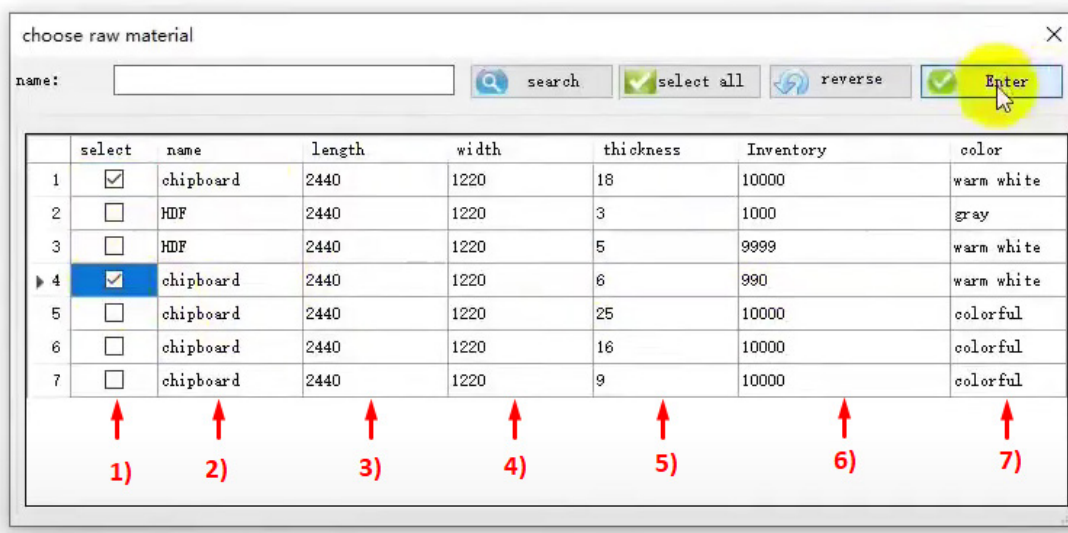 choose raw material
name: search select all reverse Enter
select name length width thickness Inventory color
1 chipboard 2440 1220 18 10000 warm white
2 HDF 2440 1220 3 1000 gray
3 HDF 2440 1220 5 9999 warm white
4 chipboard 2440 1220 6 990 warm white
5 chipboard 2440 1220 25 10000 colorful
6 chipboard 2440 1220 16 10000 colorful
7 chipboard 2440 1220 9 10000 colorful
1) 2) 3) 4) 5) 6) 7)